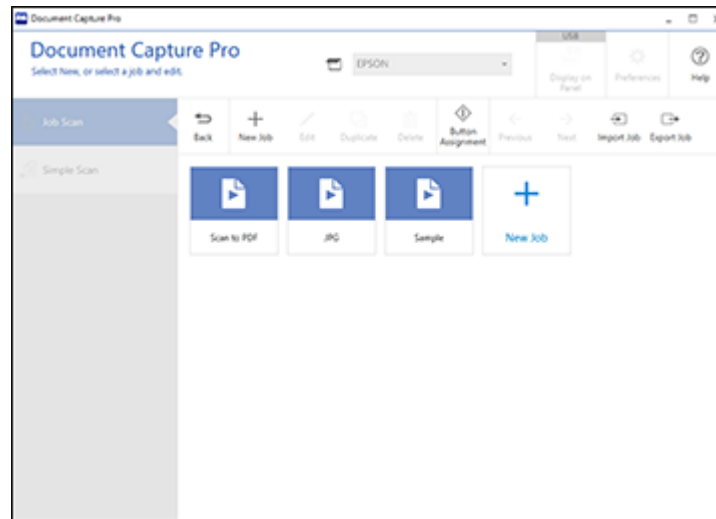 Document Capture Pro
Document Capture Pro
Select New, or select a job and edit.
EPSON
USB
Display on
Panel
Preferences
Help
Job Scan
Simple Scan
Back
New Job
Edit
Duplicate
Delete
Button
Assignment
Previous
Next
Import Job
Export Job
Scan to PDF
JPG
Sample
New Job